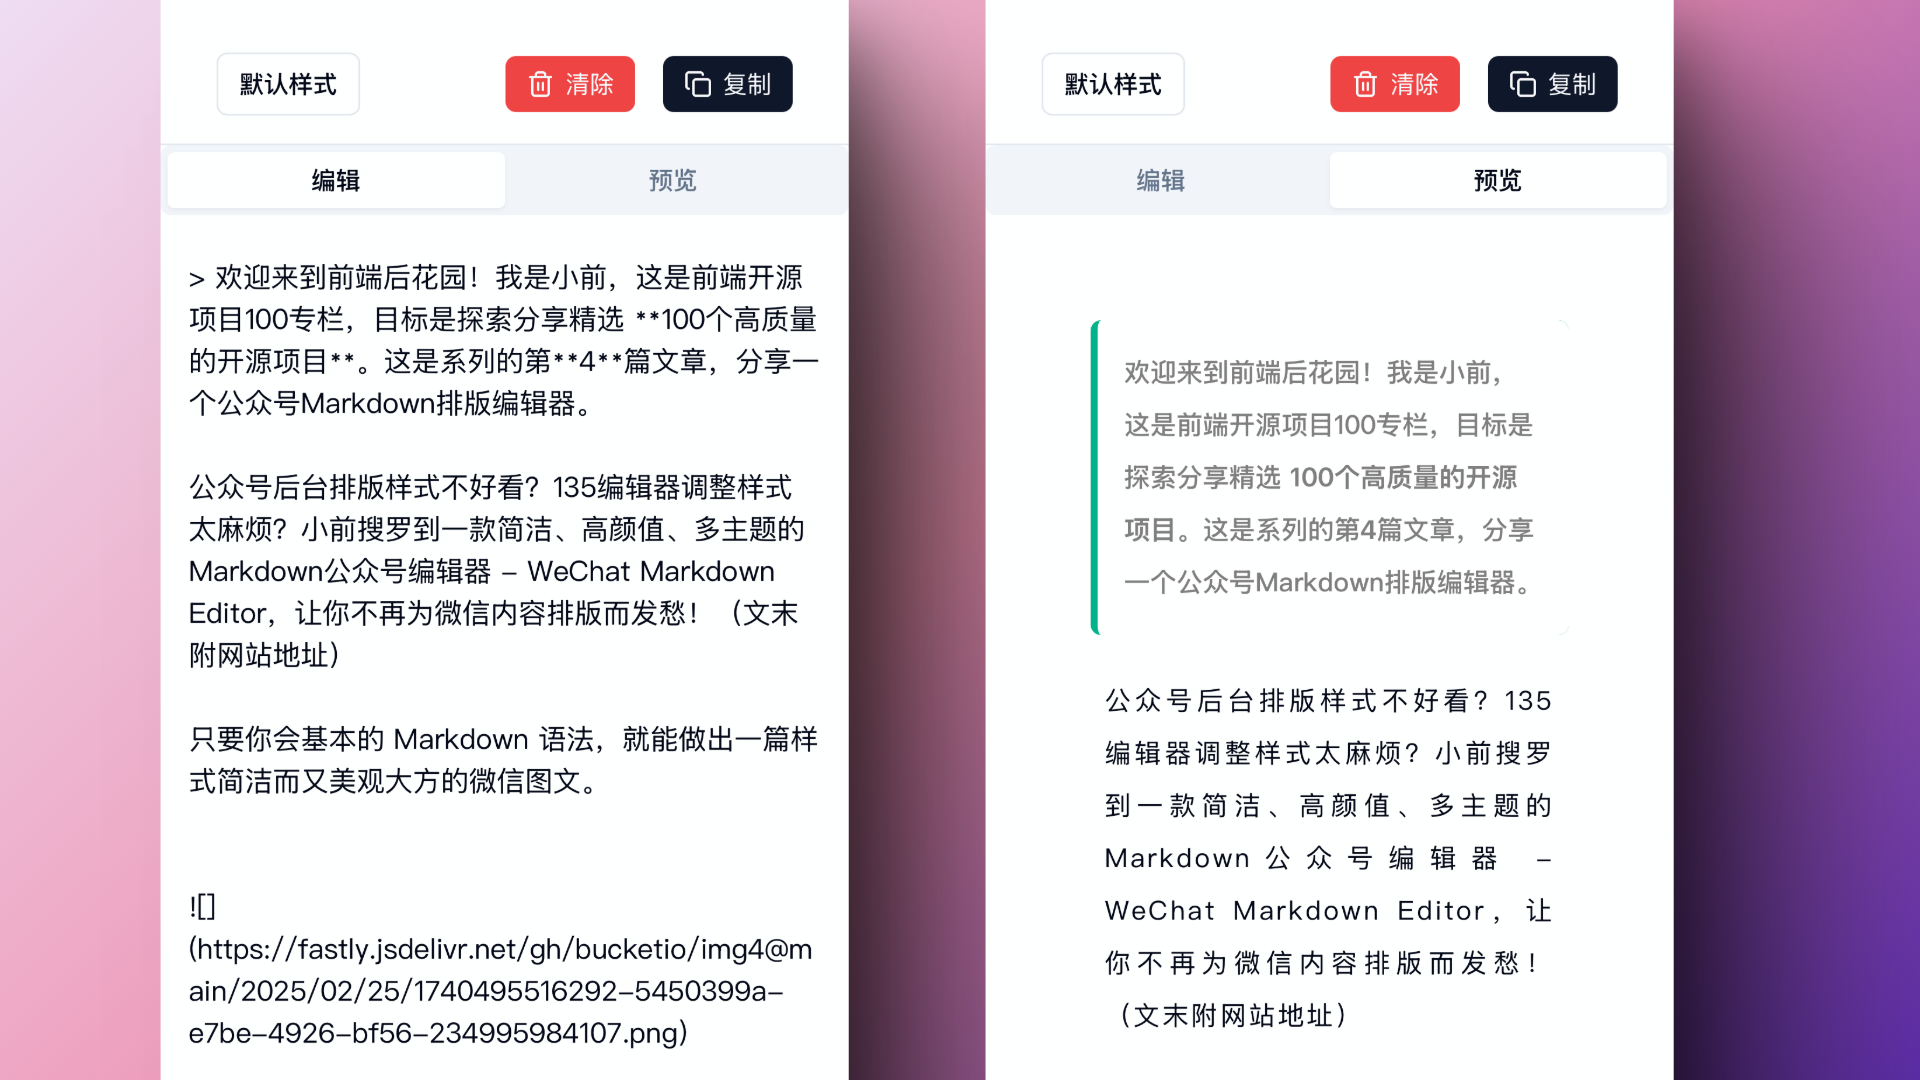 默认样式
清除
复制
编辑
预览
> 欢迎来到前端后花园！我是小前，这是前端开源
项目100专栏，目标是探索分享精选 **100个高质量
的开源项目**。这是系列的第**4**篇文章，分享一
个公众号Markdown排版编辑器。
公众号后台排版样式不好看？135编辑器调整样式
太麻烦？小前搜罗到一款简洁、高颜值、多主题的
Markdown公众号编辑器 – WeChat Markdown
Editor，让你不再为微信内容排版而发愁！（文末
附网站地址）
只要你会基本的 Markdown 语法，就能做出一篇样
式简洁而又美观大方的微信图文。
![]
(https://fastly.jsdelivr.net/gh/bucketio/img4@m
ain/2025/02/25/1740495516292-5450399a-
e7be-4926-bf56-234995984107.png)
默认样式
清除
复制
编辑
预览
欢迎来到前端后花园！我是小前，
这是前端开源项目100专栏，目标是
探索分享精选 100个高质量的开源
项目。这是系列的第4篇文章，分享
一个公众号Markdown排版编辑器。
公众号后台排版样式不好看？135
编辑器调整样式太麻烦？小前搜罗
到一款简洁、高颜值、多主题的
Markdown公众号编辑器 –
WeChat Markdown Editor，让
你不再为微信内容排版而发愁！
（文末附网站地址）